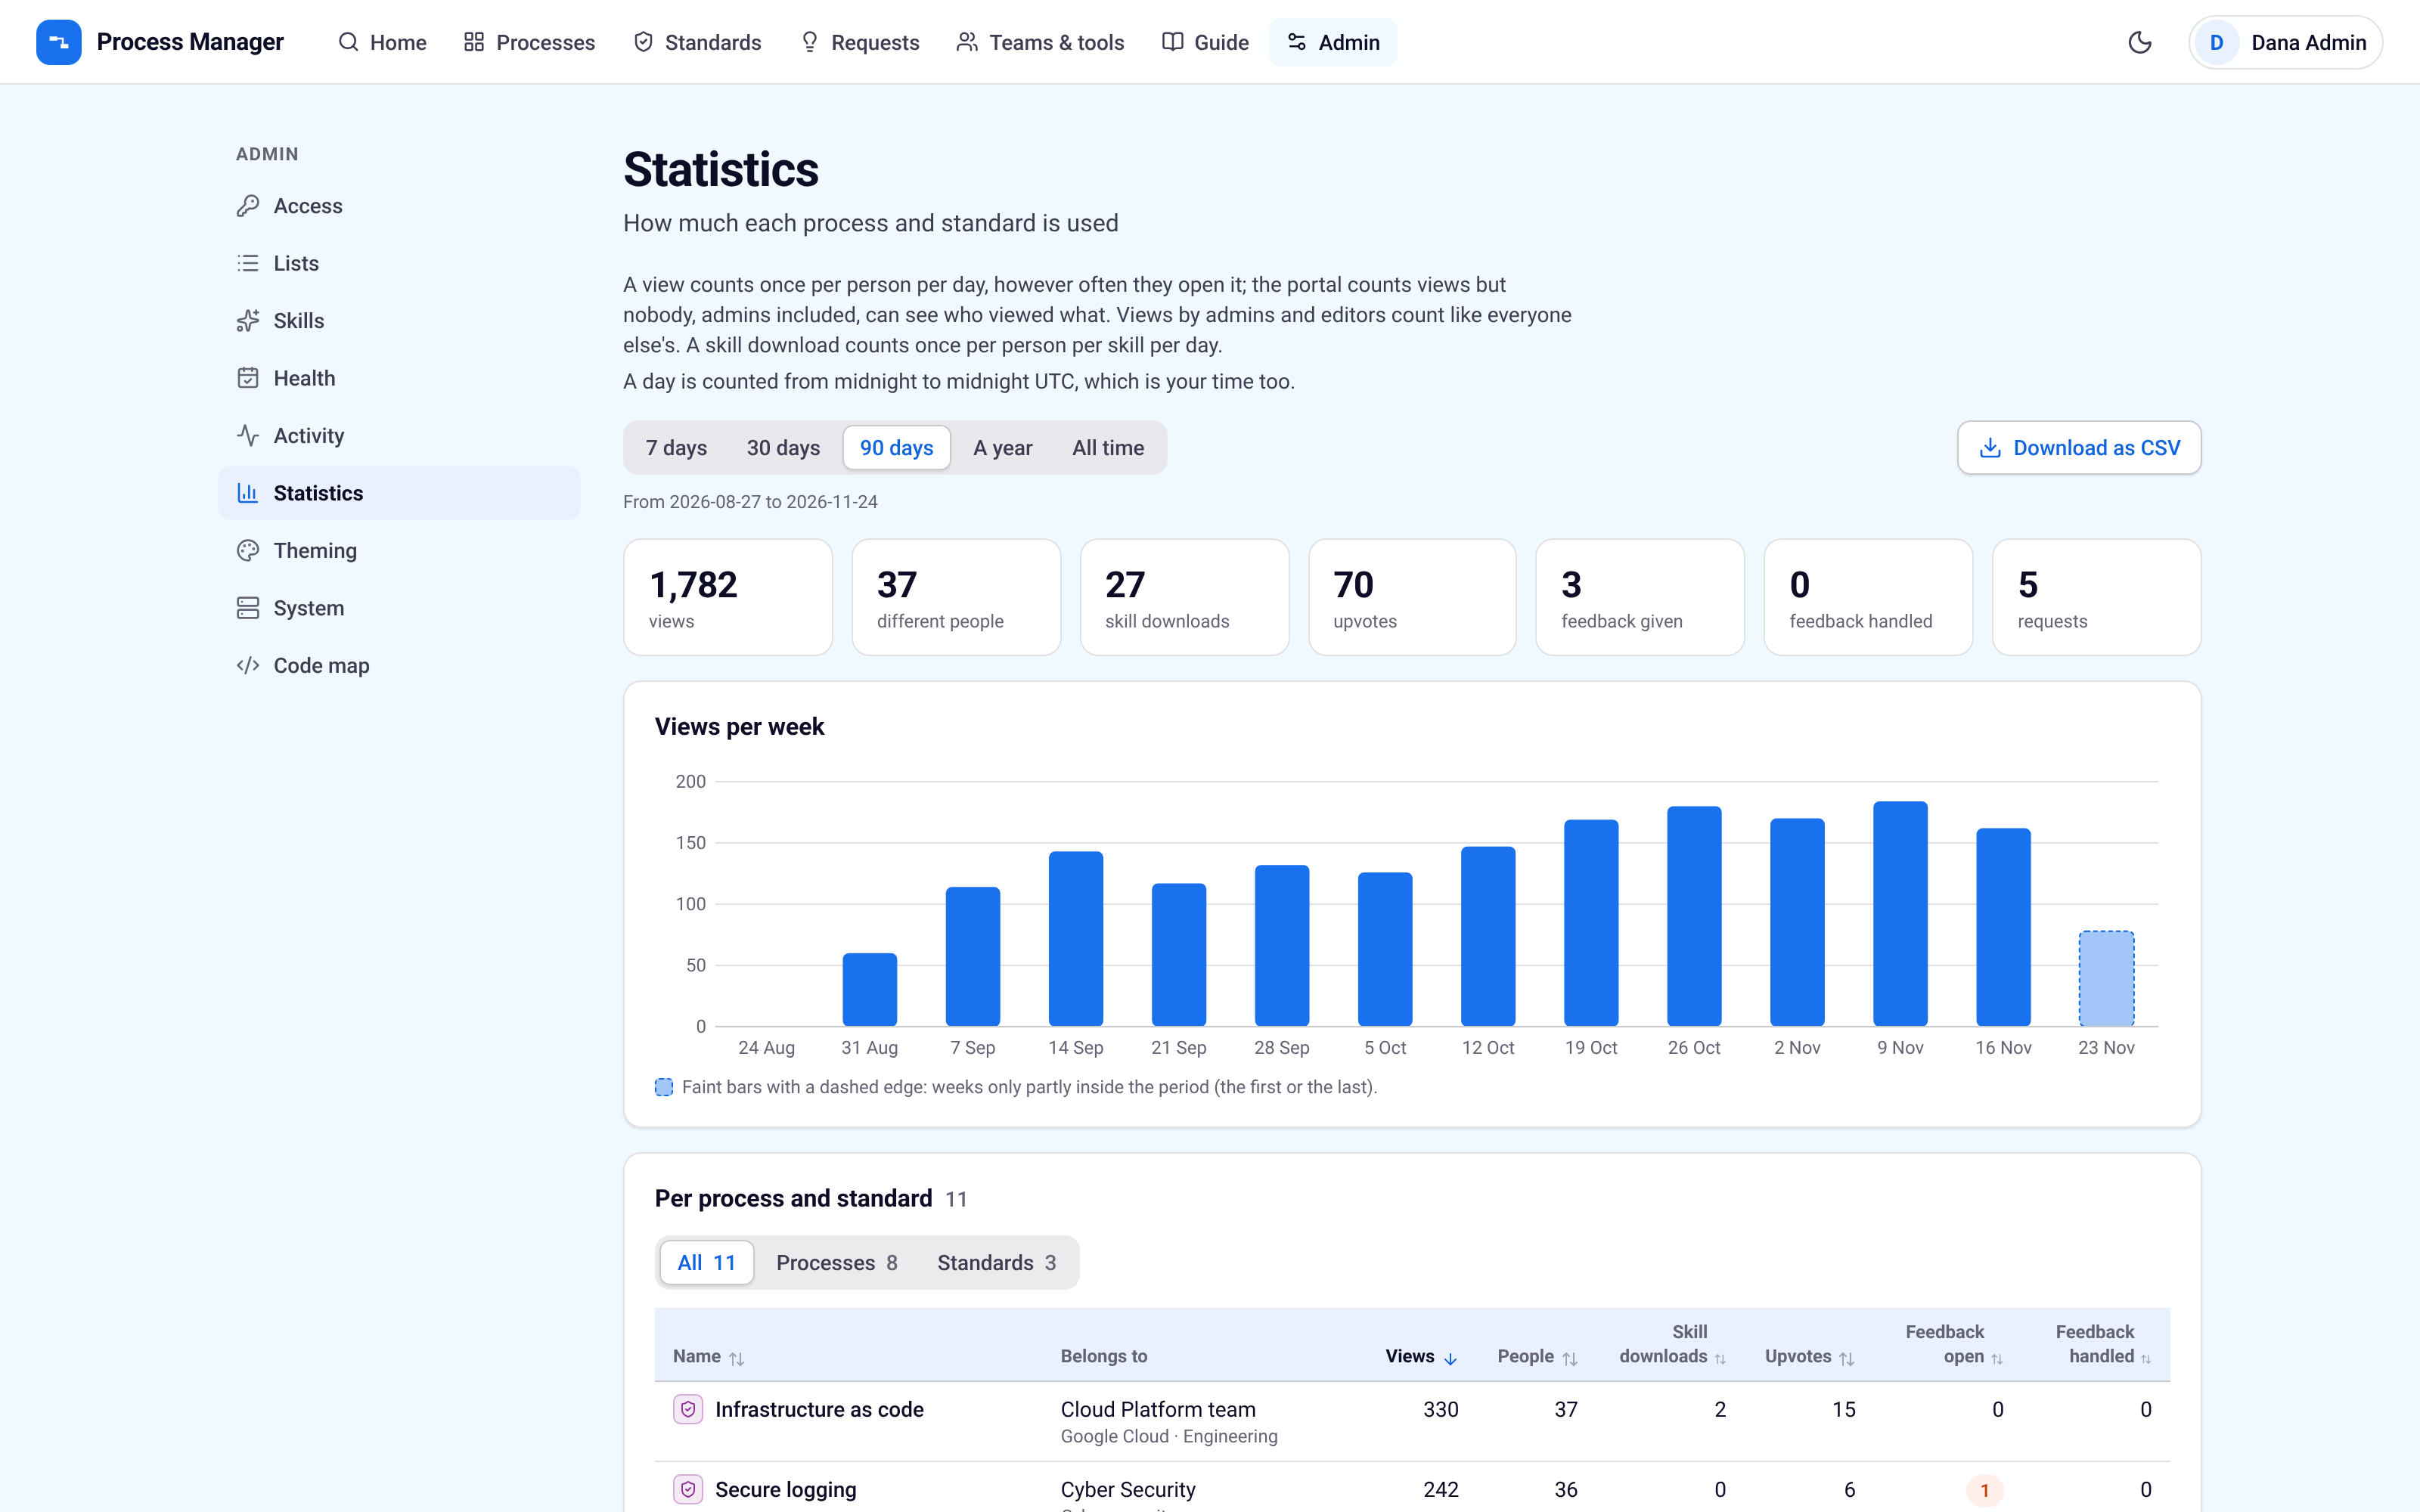 Process Manager
Home
Processes
Standards
Requests
Teams & tools
Guide
Admin
D
Dana Admin
ADMIN
Access
Lists
Skills
Health
Activity
Statistics
Theming
System
Code map
Statistics
How much each process and standard is used
A view counts once per person per day, however often they open it; the portal counts views but
nobody, admins included, can see who viewed what. Views by admins and editors count like everyone
else's. A skill download counts once per person per skill per day.
A day is counted from midnight to midnight UTC, which is your time too.
7 days
30 days
90 days
A year
All time
Download as CSV
From 2026-08-27 to 2026-11-24
1,782
views
37
different people
27
skill downloads
70
upvotes
3
feedback given
0
feedback handled
5
requests
Views per week
200
150
100
50
0
24 Aug
31 Aug
7 Sep
14 Sep
21 Sep
28 Sep
5 Oct
12 Oct
19 Oct
26 Oct
2 Nov
9 Nov
16 Nov
23 Nov
Faint bars with a dashed edge: weeks only partly inside the period (the first or the last).
Per process and standard 11
All 11
Processes 8
Standards 3
Name
Belongs to
Views
People
Skill
downloads
Upvotes
Feedback
open
Feedback
handled
Infrastructure as code
Cloud Platform team
Google Cloud · Engineering
330
37
2
15
0
0
Secure logging
Cyber Security
242
36
0
6
1
0